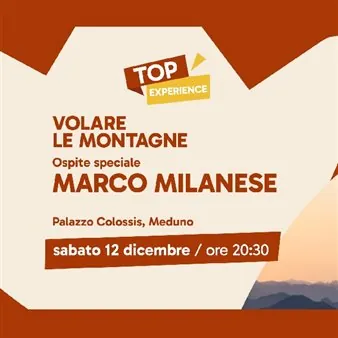 TOP
EXPERIENCE
VOLARE
LE MONTAGNE
Ospite speciale
MARCO MILANESE
Palazzo Colossis, Meduno
sabato 12 dicembre / ore 20:30